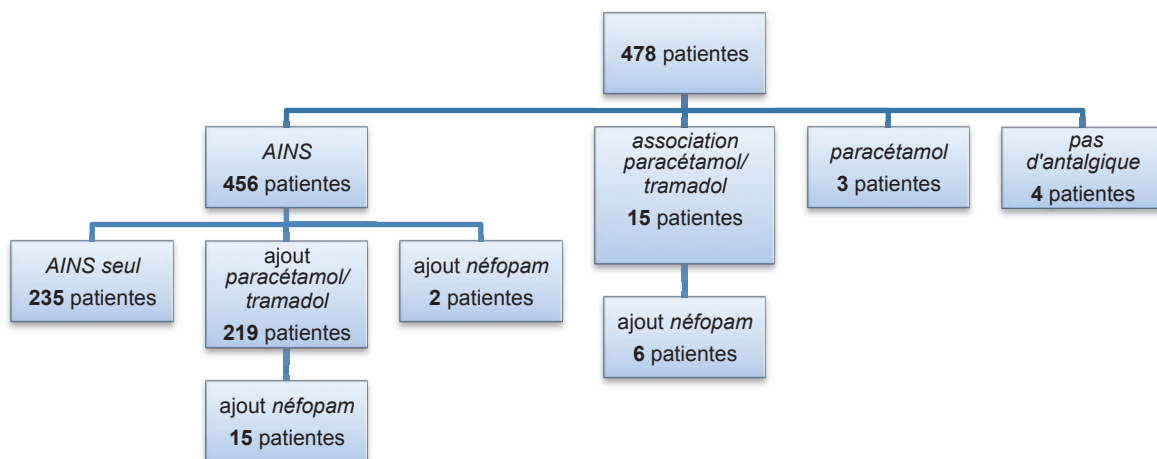 478 patientes
AINS
456 patientes
association
paracétamol/
tramadol
15 patientes
paracétamol
3 patientes
pas
d'antalgique
4 patientes
AINS seul
235 patientes
ajout
paracétamol/
tramadol
219 patientes
ajout néfopam
2 patientes
ajout néfopam
6 patientes
ajout néfopam
15 patientes